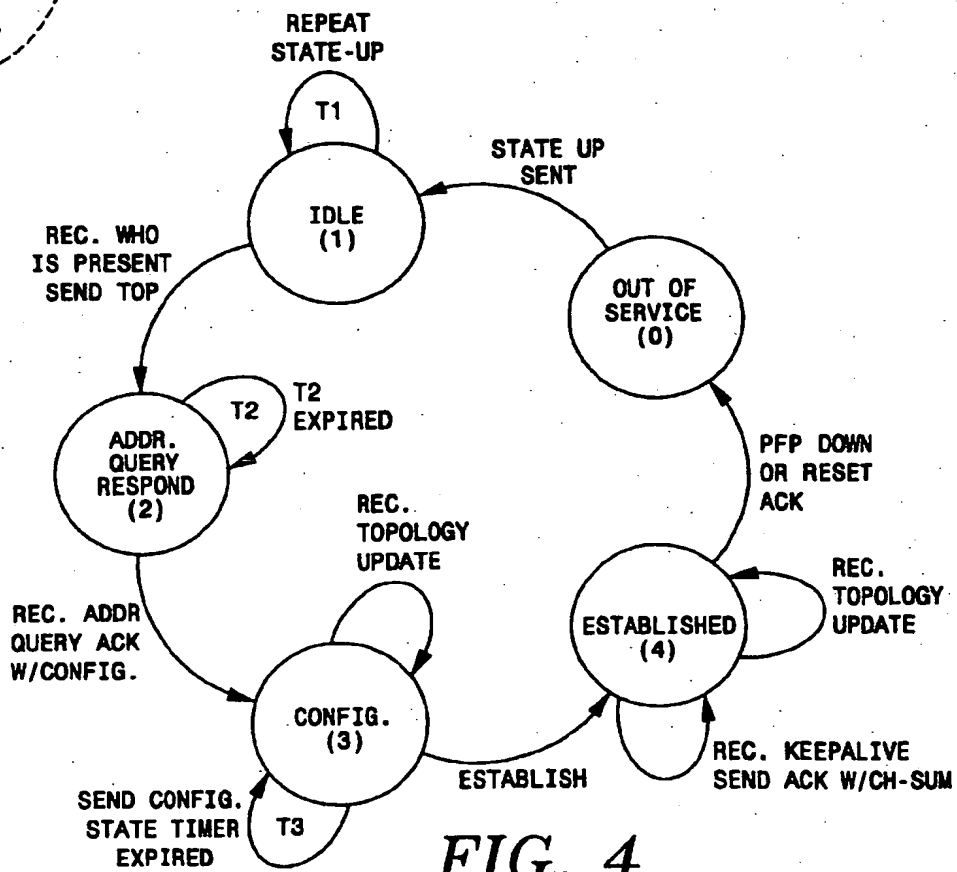 REPEAT
STATE-UP
T1
IDLE
(1)
STATE UP
SENT
OUT OF
SERVICE
(0)
REC. WHO
IS PRESENT
SEND TOP
T2
T2
EXPIRED
ADDR.
QUERY
RESPOND
(2)
REC.
TOPOLOGY
UPDATE
PFP DOWN
OR RESET
ACK
REC. ADDR
QUERY ACK
W/CONFIG.
CONFIG.
(3)
ESTABLISHED
(4)
REC.
TOPOLOGY
UPDATE
ESTABLISH
REC. KEEPALIVE
SEND ACK W/CH-SUM
SEND CONFIG.
STATE TIMER
EXPIRED
T3
FIG. 4